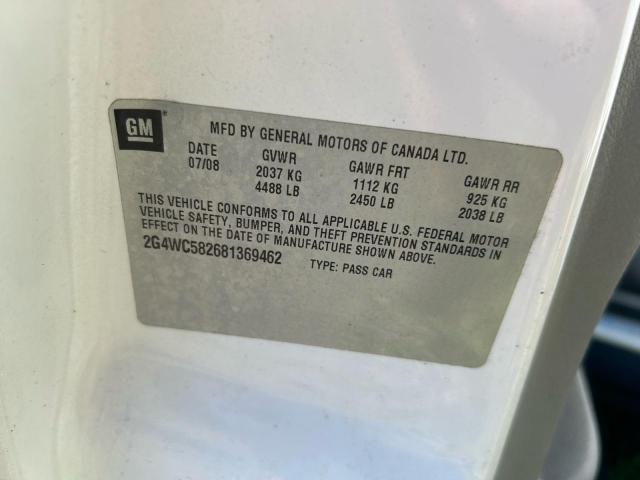 GM
MFD BY GENERAL MOTORS OF CANADA LTD.
DATE GVWR GAWR FRT GAWR RR
07/08 2037 KG 1112 KG 925 KG
4488 LB 2450 LB 2038 LB
THIS VEHICLE CONFORMS TO ALL APPLICABLE U.S. FEDERAL MOTOR
VEHICLE SAFETY, BUMPER, AND THEFT PREVENTION STANDARDS IN
EFFECT ON THE DATE OF MANUFACTURE SHOWN ABOVE.
2G4WC582681369462 TYPE: PASS CAR